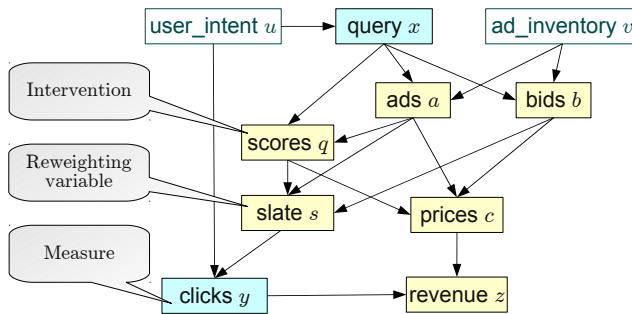 user_intent u
query x
ad_inventory v
Intervention
ads a
bids b
scores q
Reweighting
variable
slate s
prices c
Measure
clicks y
revenue z